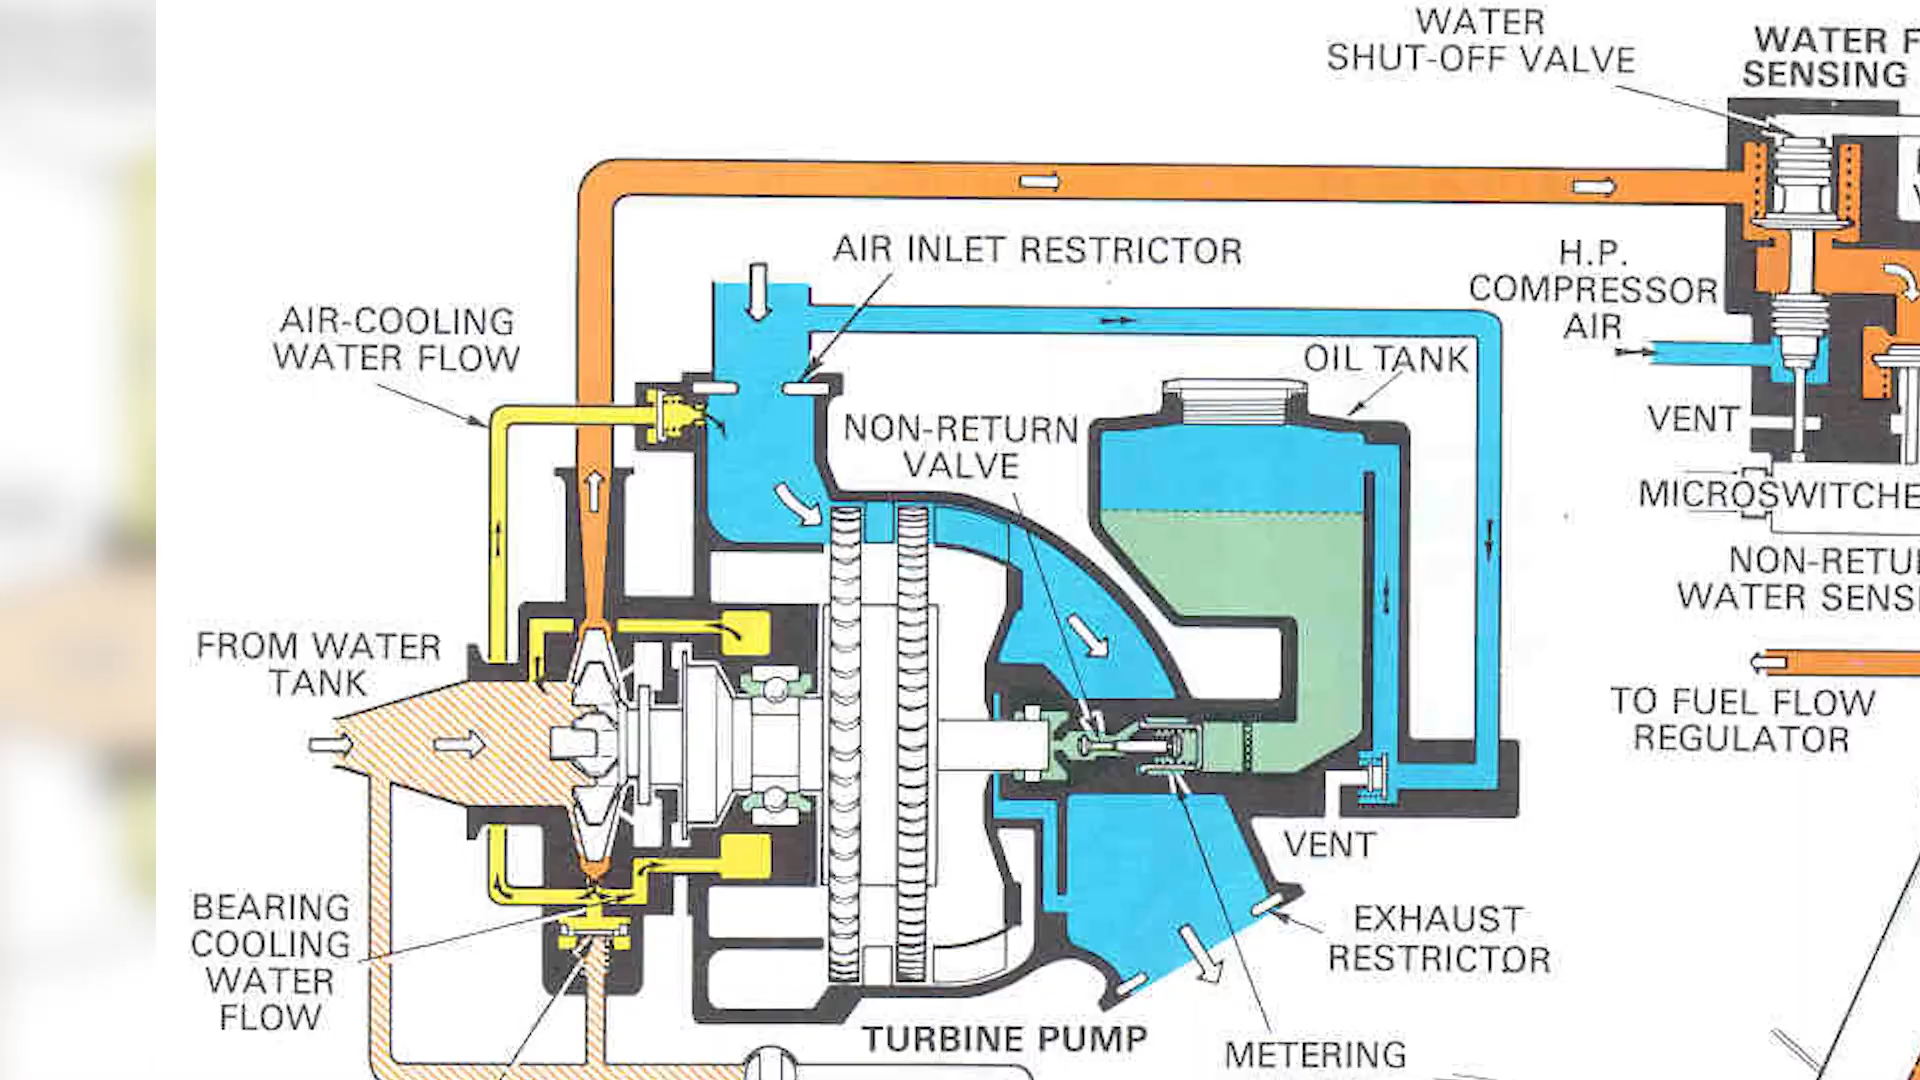 WATER
SHUT-OFF VALVE
WATER F
SENSING
AIR INLET RESTRICTOR
H.P.
COMPRESSOR
AIR
AIR-COOLING
WATER FLOW
OIL TANK
NON-RETURN
VALVE
VENT
MICROSWITCHE
NON-RETU
WATER SENS
FROM WATER
TANK
TO FUEL FLOW
REGULATOR
VENT
BEARING
COOLING
WATER
FLOW
EXHAUST
RESTRICTOR
TURBINE PUMP
METERING